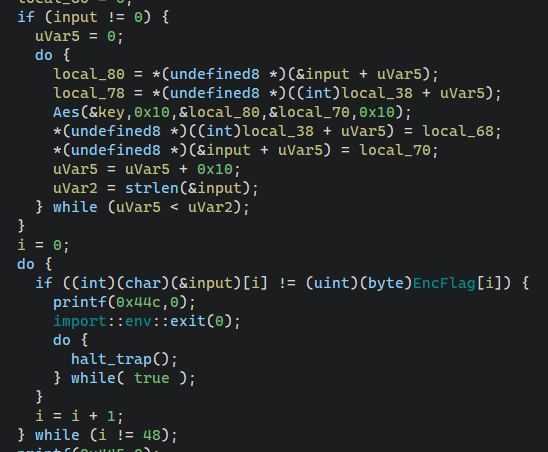 if (input != 0) {
uVar5 = 0;
do {
local_80 = *(undefined8 *)(&input + uVar5);
local_78 = *(undefined8 *)((int)local_38 + uVar5);
Aes(&key,0x10,&local_80,&local_70,0x10);
*(undefined8 *)((int)local_38 + uVar5) = local_68;
*(undefined8 *)(&input + uVar5) = local_70;
uVar5 = uVar5 + 0x10;
uVar2 = strlen(&input);
} while (uVar5 < uVar2);
}
i = 0;
do {
if ((int)(char)(&input)[i] != (uint)(byte)EncFlag[i]) {
printf(0x44c,0);
import::env::exit(0);
do {
halt_trap();
} while( true );
}
i = i + 1;
} while (i != 48);